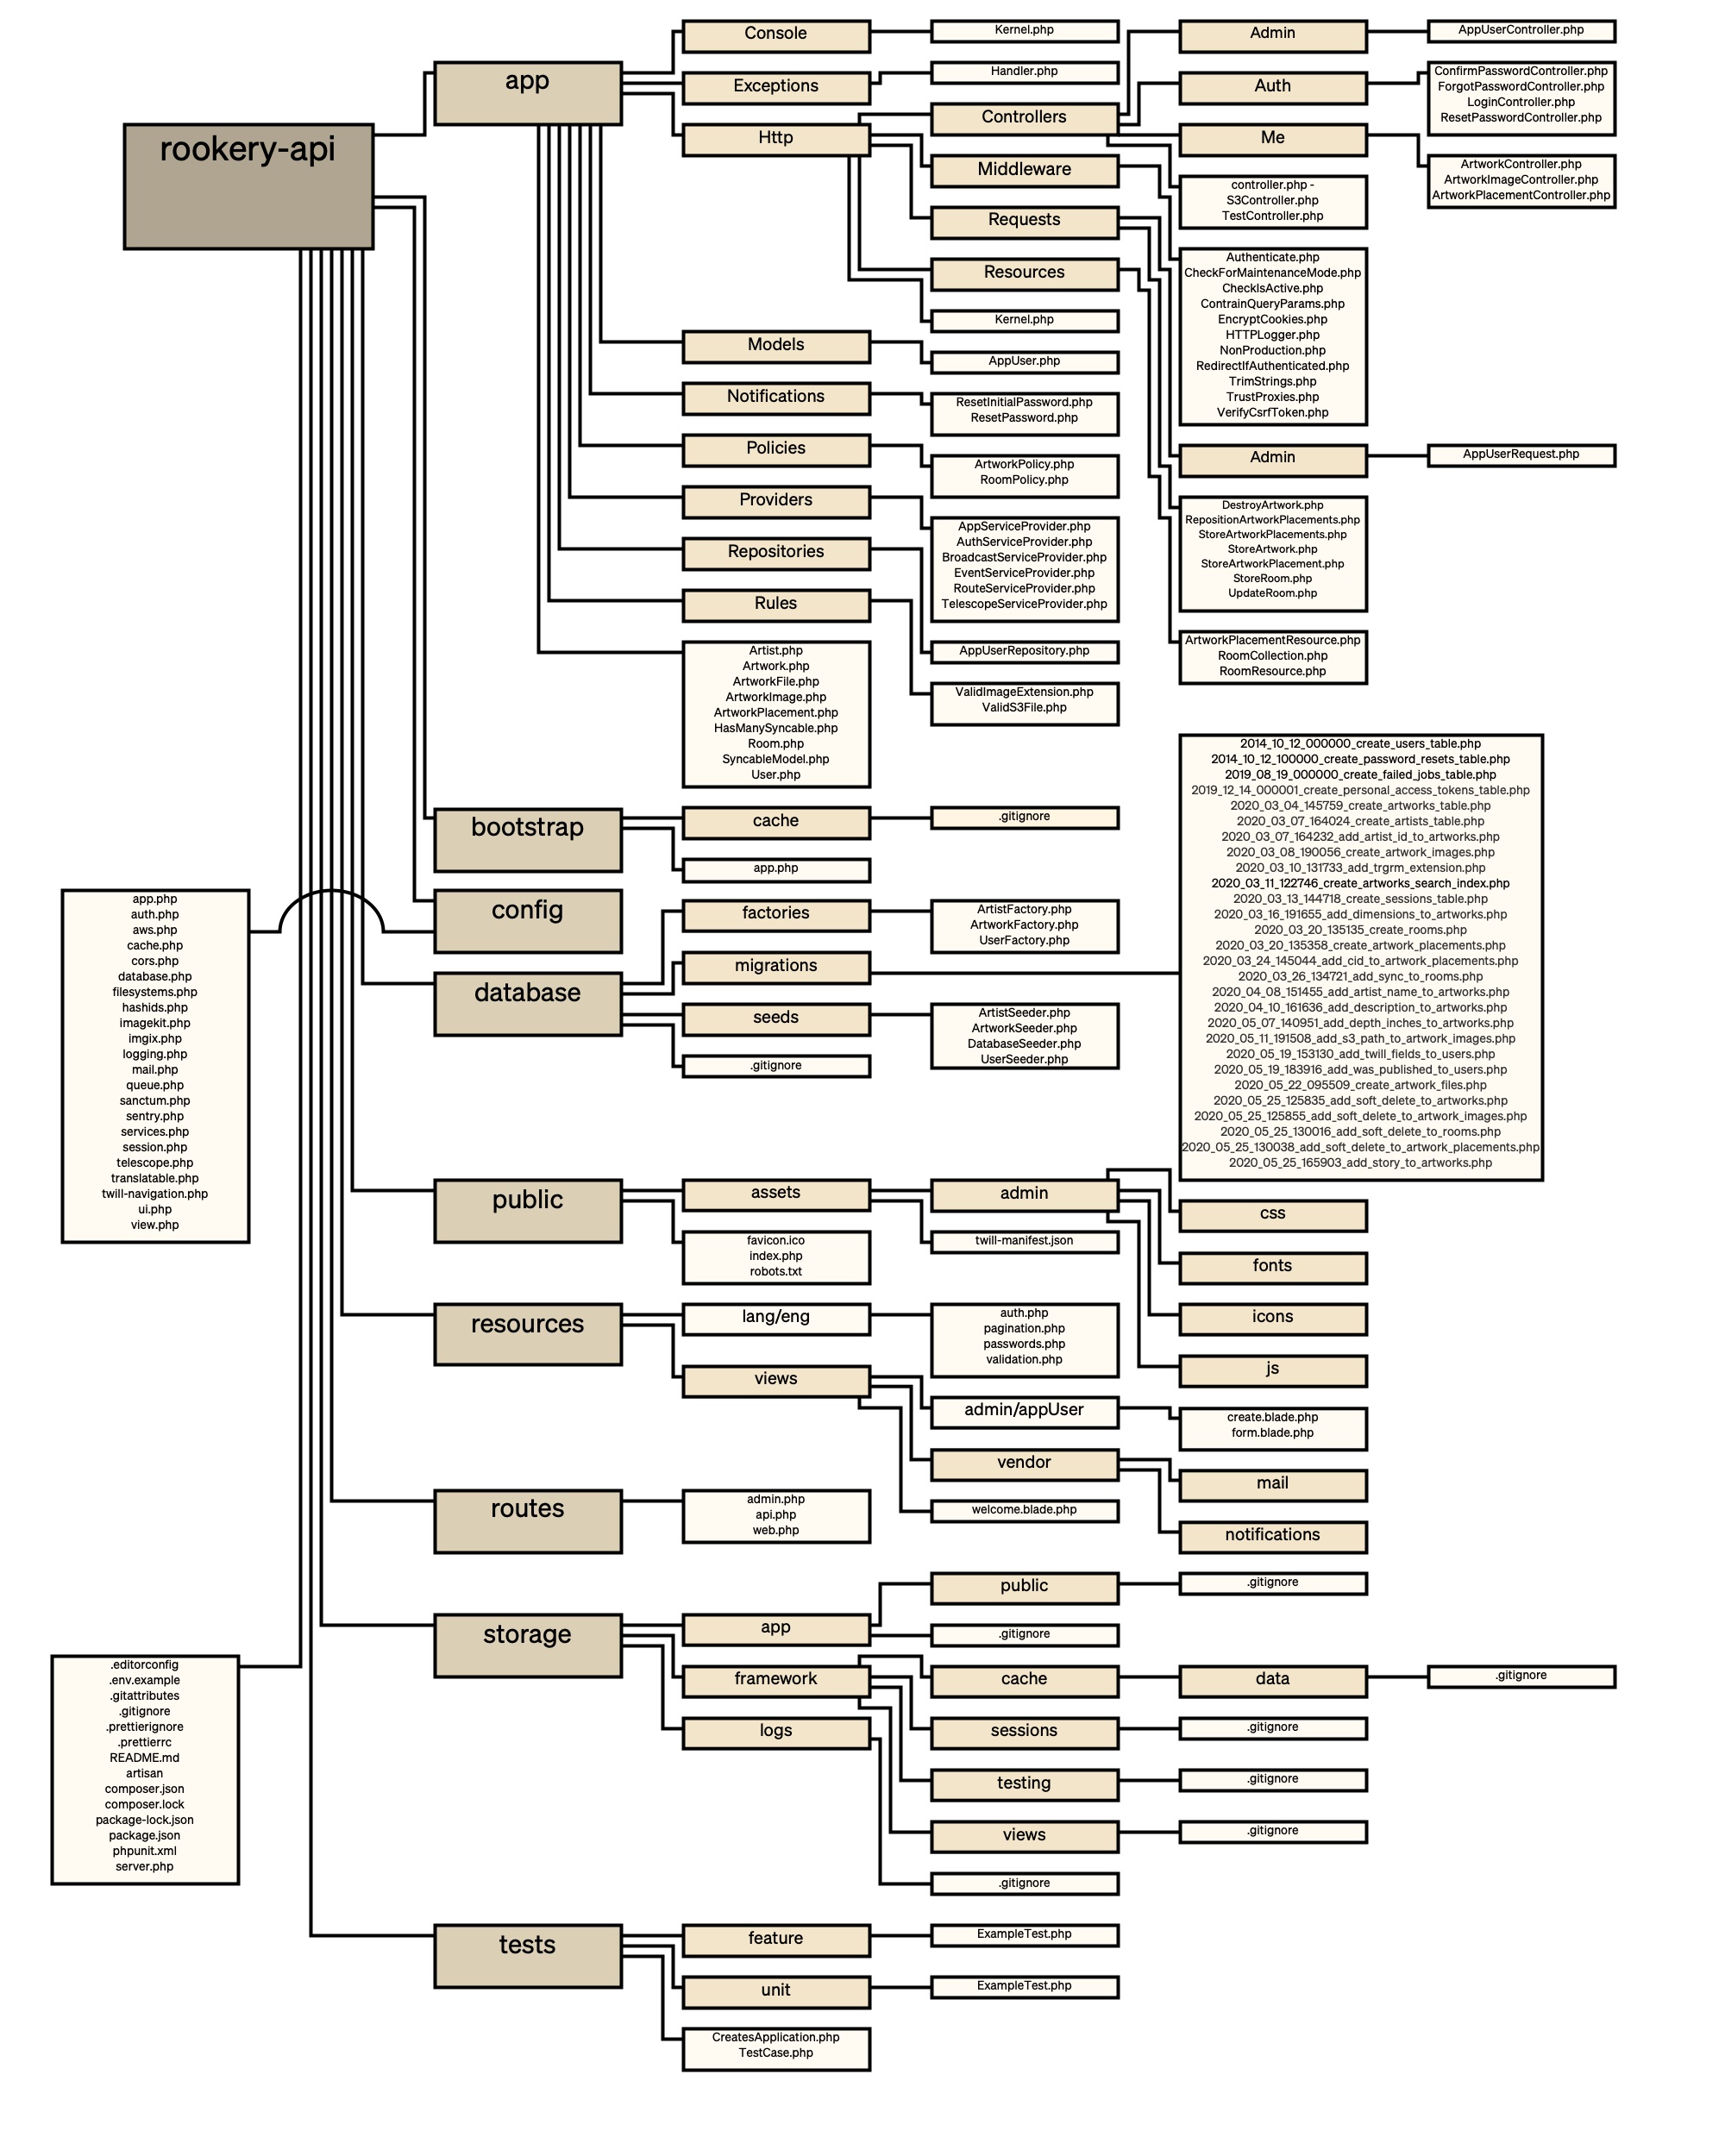 rookery-api
app
Console
Kernel.php
Exceptions
Handler.php
Http
Controllers
Admin
AppUserController.php
Auth
ConfirmPasswordController.php
ForgotPasswordController.php
LoginController.php
ResetPasswordController.php
Me
ArtworkController.php
ArtworkImageController.php
ArtworkPlacementController.php
controller.php -
S3Controller.php
TestController.php
Middleware
Authenticate.php
CheckForMaintenanceMode.php
CheckIsActive.php
ContrainQueryParams.php
EncryptCookies.php
HTTPLogger.php
NonProduction.php
RedirectIfAuthenticated.php
TrimStrings.php
TrustProxies.php
VerifyCsrfToken.php
Requests
Admin
AppUserRequest.php
DestroyArtwork.php
RepositionArtworkPlacements.php
StoreArtworkPlacements.php
StoreArtwork.php
StoreArtworkPlacement.php
StoreRoom.php
UpdateRoom.php
Resources
ArtworkPlacementResource.php
RoomCollection.php
RoomResource.php
Kernel.php
Models
AppUser.php
Notifications
ResetInitialPassword.php
ResetPassword.php
Policies
ArtworkPolicy.php
RoomPolicy.php
Providers
AppServiceProvider.php
AuthServiceProvider.php
BroadcastServiceProvider.php
EventServiceProvider.php
RouteServiceProvider.php
TelescopeServiceProvider.php
Repositories
AppUserRepository.php
Rules
ValidImageExtension.php
ValidS3File.php
Artist.php
Artwork.php
ArtworkFile.php
ArtworkImage.php
ArtworkPlacement.php
HasManySyncable.php
Room.php
SyncableModel.php
User.php
bootstrap
cache
.gitignore
app.php
config
app.php
auth.php
aws.php
cache.php
cors.php
database.php
filesystems.php
hashids.php
imagekit.php
imgix.php
logging.php
mail.php
queue.php
sanctum.php
sentry.php
services.php
session.php
telescope.php
translatable.php
twill-navigation.php
ui.php
view.php
database
factories
ArtistFactory.php
ArtworkFactory.php
UserFactory.php
migrations
2014_10_12_000000_create_users_table.php
2014_10_12_100000_create_password_resets_table.php
2019_08_19_000000_create_failed_jobs_table.php
2019_12_14_000001_create_personal_access_tokens_table.php
2020_03_04_145759_create_artworks_table.php
2020_03_07_164024_create_artists_table.php
2020_03_07_164232_add_artist_id_to_artworks.php
2020_03_08_190056_create_artwork_images.php
2020_03_10_131733_add_trgrm_extension.php
2020_03_11_122746_create_artworks_search_index.php
2020_03_13_144718_create_sessions_table.php
2020_03_16_191655_add_dimensions_to_artworks.php
2020_03_20_135135_create_rooms.php
2020_03_20_135358_create_artwork_placements.php
2020_03_24_145044_add_cid_to_artwork_placements.php
2020_03_26_134721_add_sync_to_rooms.php
2020_04_08_151455_add_artist_name_to_artworks.php
2020_04_10_161636_add_description_to_artworks.php
2020_05_07_140951_add_depth_inches_to_artworks.php
2020_05_11_191508_add_s3_path_to_artwork_images.php
2020_05_19_153130_add_twill_fields_to_users.php
2020_05_19_183916_add_was_published_to_users.php
2020_05_22_095509_create_artwork_files.php
2020_05_25_125835_add_soft_delete_to_artworks.php
2020_05_25_125855_add_soft_delete_to_artwork_images.php
2020_05_25_130016_add_soft_delete_to_rooms.php
2020_05_25_130038_add_soft_delete_to_artwork_placements.php
2020_05_25_165903_add_story_to_artworks.php
seeds
ArtistSeeder.php
ArtworkSeeder.php
DatabaseSeeder.php
UserSeeder.php
.gitignore
public
assets
admin
css
fonts
icons
js
twill-manifest.json
favicon.ico
index.php
robots.txt
resources
lang/eng
auth.php
pagination.php
passwords.php
validation.php
views
admin/appUser
create.blade.php
form.blade.php
vendor
mail
notifications
welcome.blade.php
routes
admin.php
api.php
web.php
storage
app
public
.gitignore
.gitignore
framework
cache
data
.gitignore
sessions
.gitignore
testing
.gitignore
views
.gitignore
logs
.gitignore
.editorconfig
.env.example
.gitattributes
.gitignore
.prettierignore
.prettierrc
README.md
artisan
composer.json
composer.lock
package-lock.json
package.json
phpunit.xml
server.php
tests
feature
ExampleTest.php
unit
ExampleTest.php
CreatesApplication.php
TestCase.php